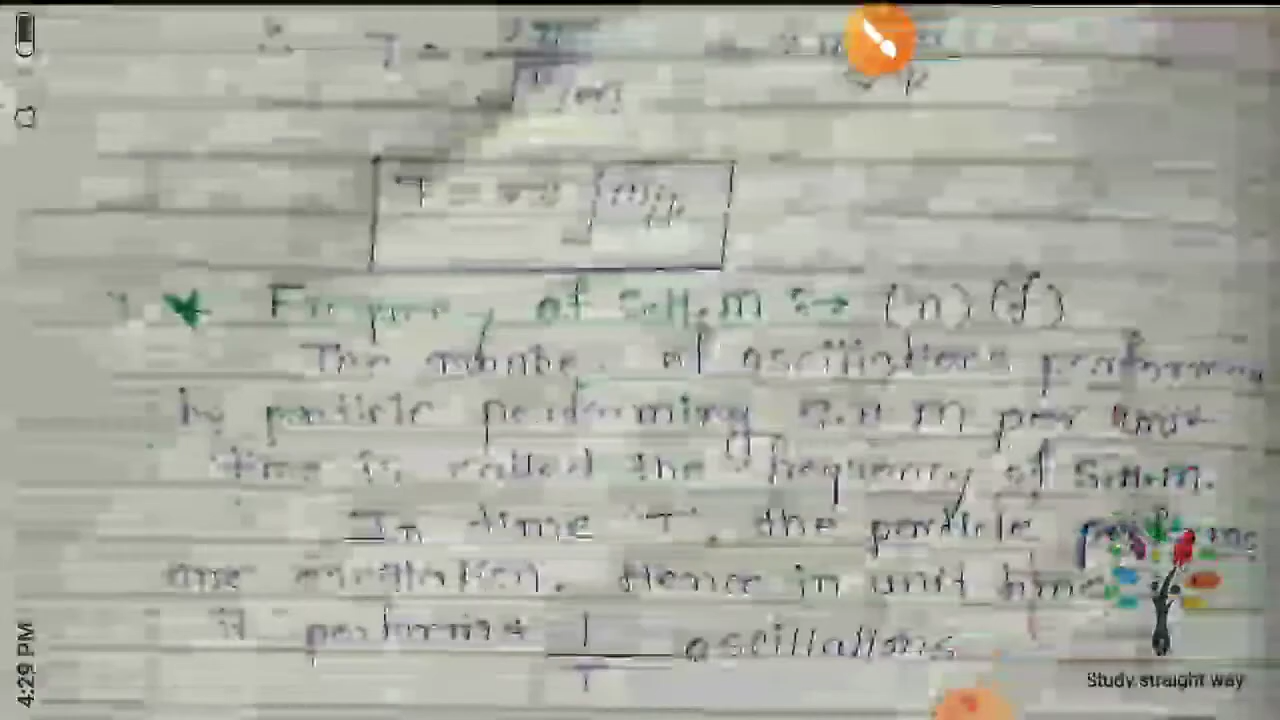 T =
T =
Frequency of S.H.M :→ (n) (f)
The number of oscillations performed
by particle performing S.H.M per unit
time is called the frequency of S.H.M.
In time 'T', the particle performs
one oscillation. Hence in unit time
it performs 1/T oscillations
Study straight way
4:29 PM